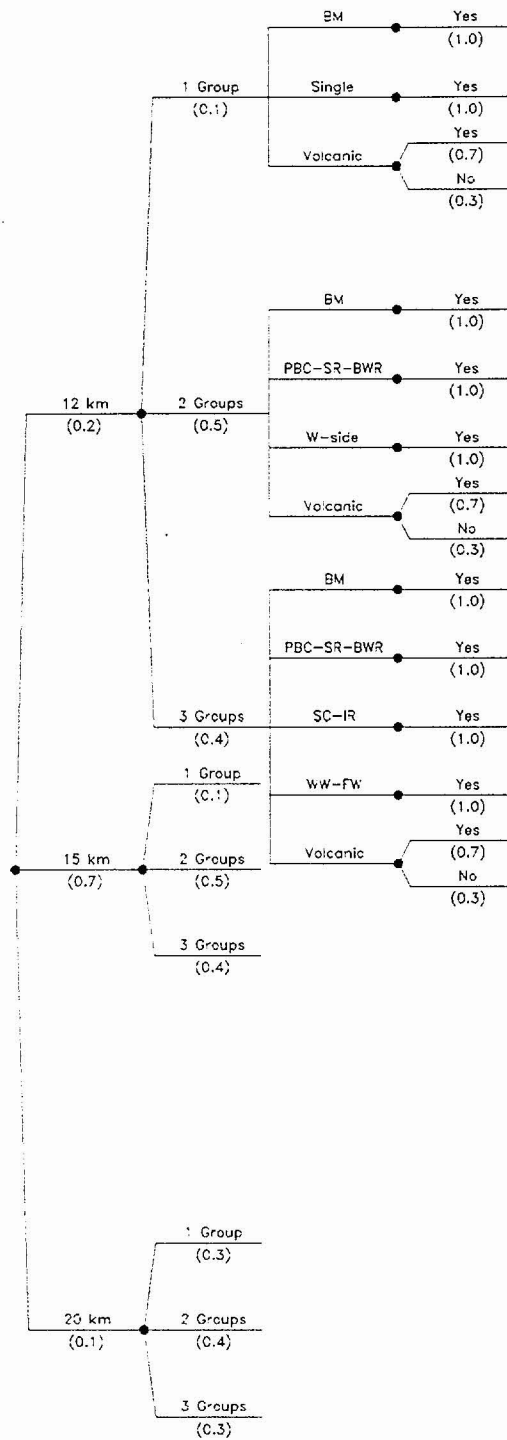 BM
Yes
(1.0)
1 Group
(0.1)
Single
Yes
(1.0)
Volcanic
Yes
(0.7)
No
(0.3)
BM
Yes
(1.0)
PBC-SR-BWR
Yes
(1.0)
12 km
(0.2)
2 Groups
(0.5)
W-side
Yes
(1.0)
Volcanic
Yes
(0.7)
No
(0.3)
BM
Yes
(1.0)
PBC-SR-BWR
Yes
(1.0)
3 Groups
(0.4)
SC-IR
Yes
(1.0)
1 Group
(0.1)
WW-FW
Yes
(1.0)
15 km
(0.7)
2 Groups
(0.5)
Volcanic
Yes
(0.7)
No
(0.3)
3 Groups
(0.4)
1 Group
(0.3)
20 km
(0.1)
2 Groups
(0.4)
3 Groups
(0.3)